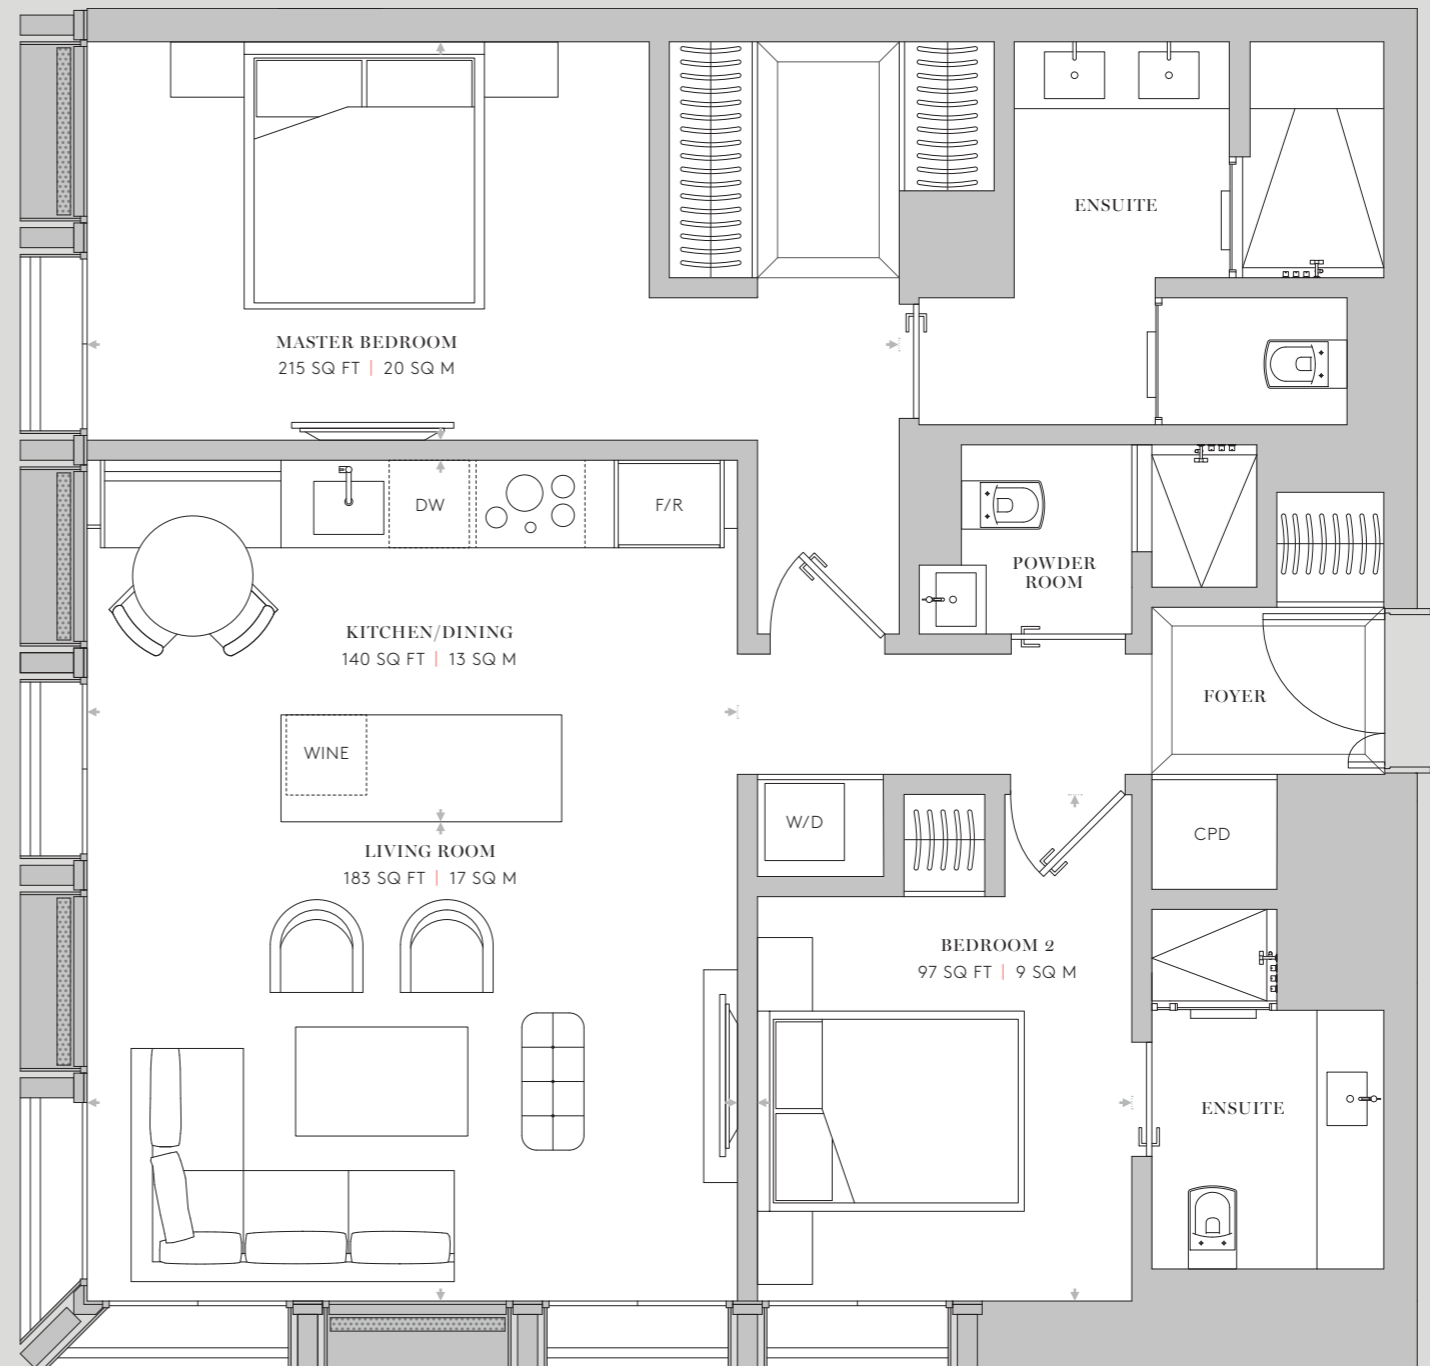 ENSUITE
MASTER BEDROOM
215 SQ FT | 20 SQ M
DW
F/R
POWDER
ROOM
KITCHEN/DINING
140 SQ FT | 13 SQ M
FOYER
WINE
W/D
CPD
LIVING ROOM
183 SQ FT | 17 SQ M
BEDROOM 2
97 SQ FT | 9 SQ M
ENSUITE